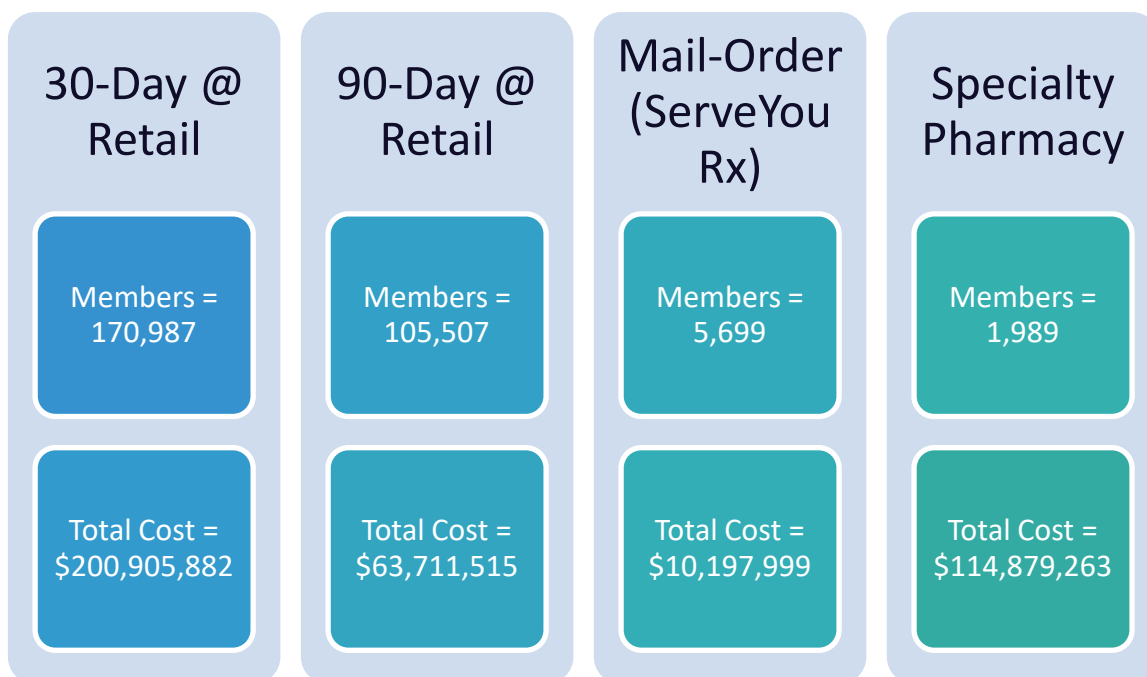 30-Day @
Retail
Members =
170,987
Total Cost =
$200,905,882
90-Day @
Retail
Members =
105,507
Total Cost =
$63,711,515
Mail-Order
(ServeYou
Rx)
Members =
5,699
Total Cost =
$10,197,999
Specialty
Pharmacy
Members =
1,989
Total Cost =
$114,879,263